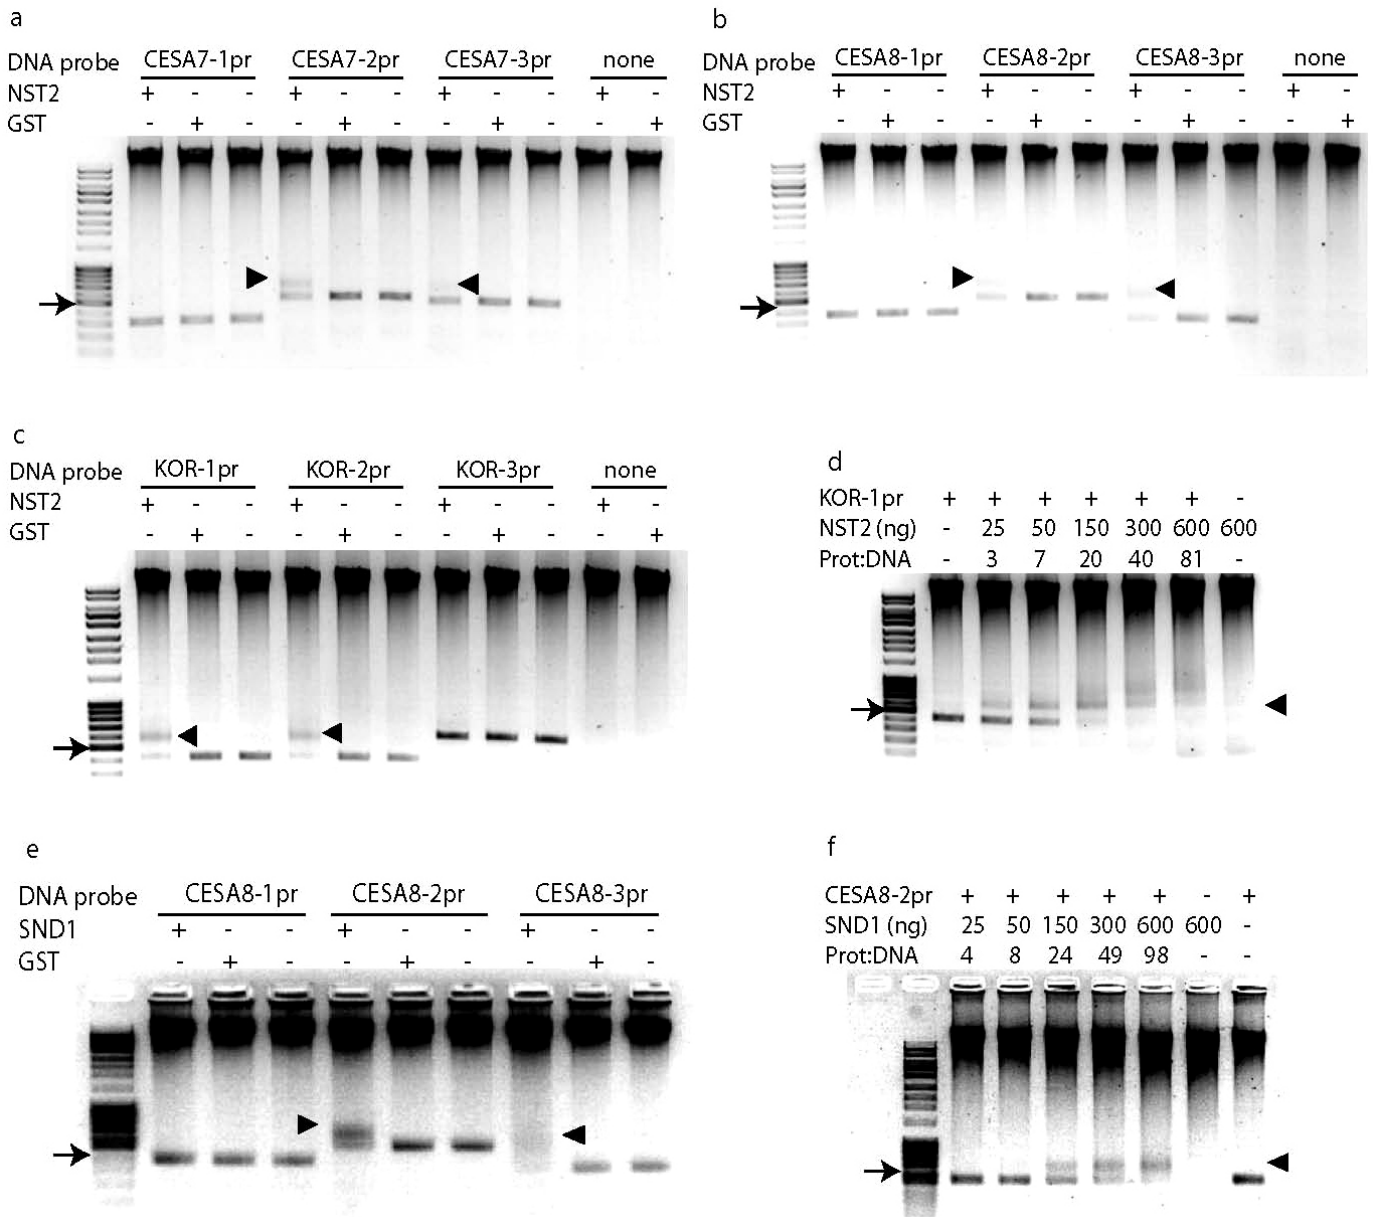 a
DNA probe CESA7-1pr CESA7-2pr CESA7-3pr none
NST2 + - - + - - + - - + -
GST - + - - + - - + - - +
b
DNA probe CESA8-1pr CESA8-2pr CESA8-3pr none
NST2 + - - + - - + - - + -
GST - + - - + - - + - - +
c
DNA probe KOR-1pr KOR-2pr KOR-3pr none
NST2 + - - + - - + - - + -
GST - + - - + - - + - - +
d
KOR-1pr + + + + + + -
NST2 (ng) - 25 50 150 300 600 600
Prot:DNA - 3 7 20 40 81 -
e
DNA probe CESA8-1pr CESA8-2pr CESA8-3pr
SND1 + - - + - - + - -
GST - + - - + - - + -
f
CESA8-2pr + + + + + - +
SND1 (ng) 25 50 150 300 600 600 -
Prot:DNA 4 8 24 49 98 - -